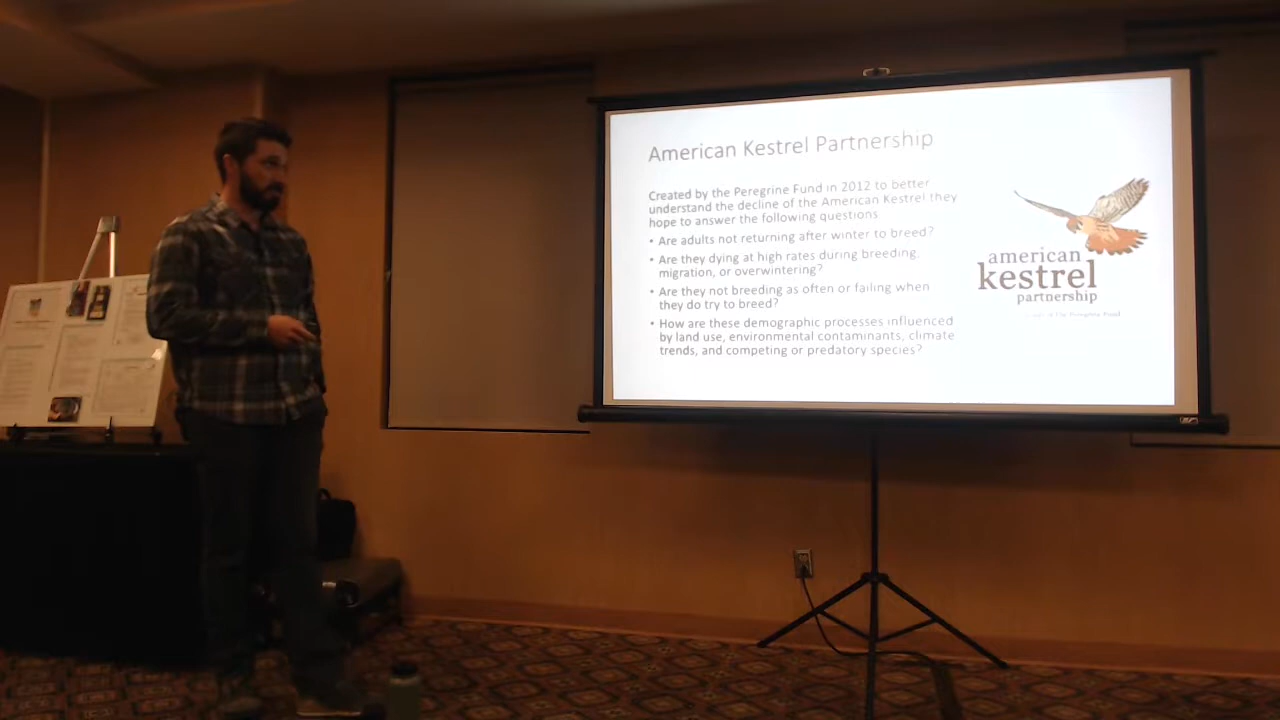 American Kestrel Partnership
Created by the Peregrine Fund in 2012 to better
understand the decline of the American Kestrel they
hope to answer the following questions
• Are adults not returning after winter to breed?
• Are they dying at high rates during breeding,
migration, or overwintering?
• Are they not breeding as often or failing when
they do try to breed?
• How are these demographic processes influenced
by land use, environmental contaminants, climate
trends, and competing or predatory species?
american
kestrel
partnership